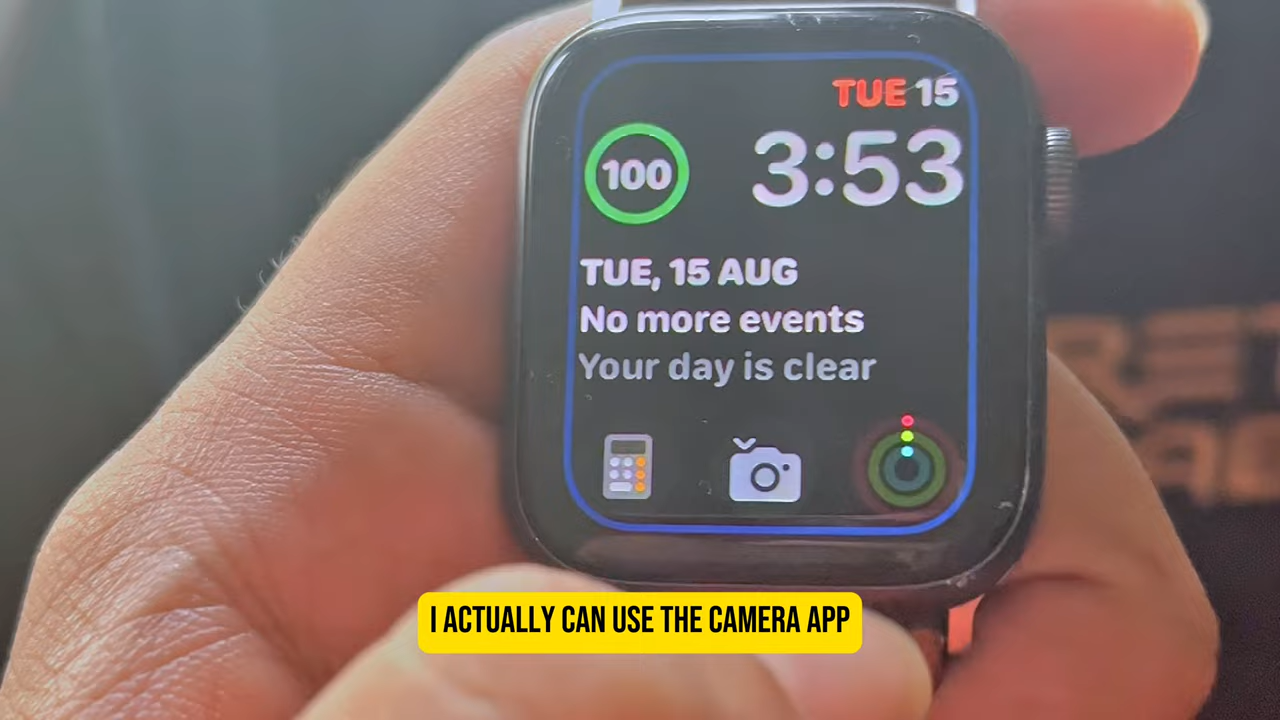 TUE 15
100
3:53
TUE, 15 AUG
No more events
Your day is clear
I ACTUALLY CAN USE THE CAMERA APP